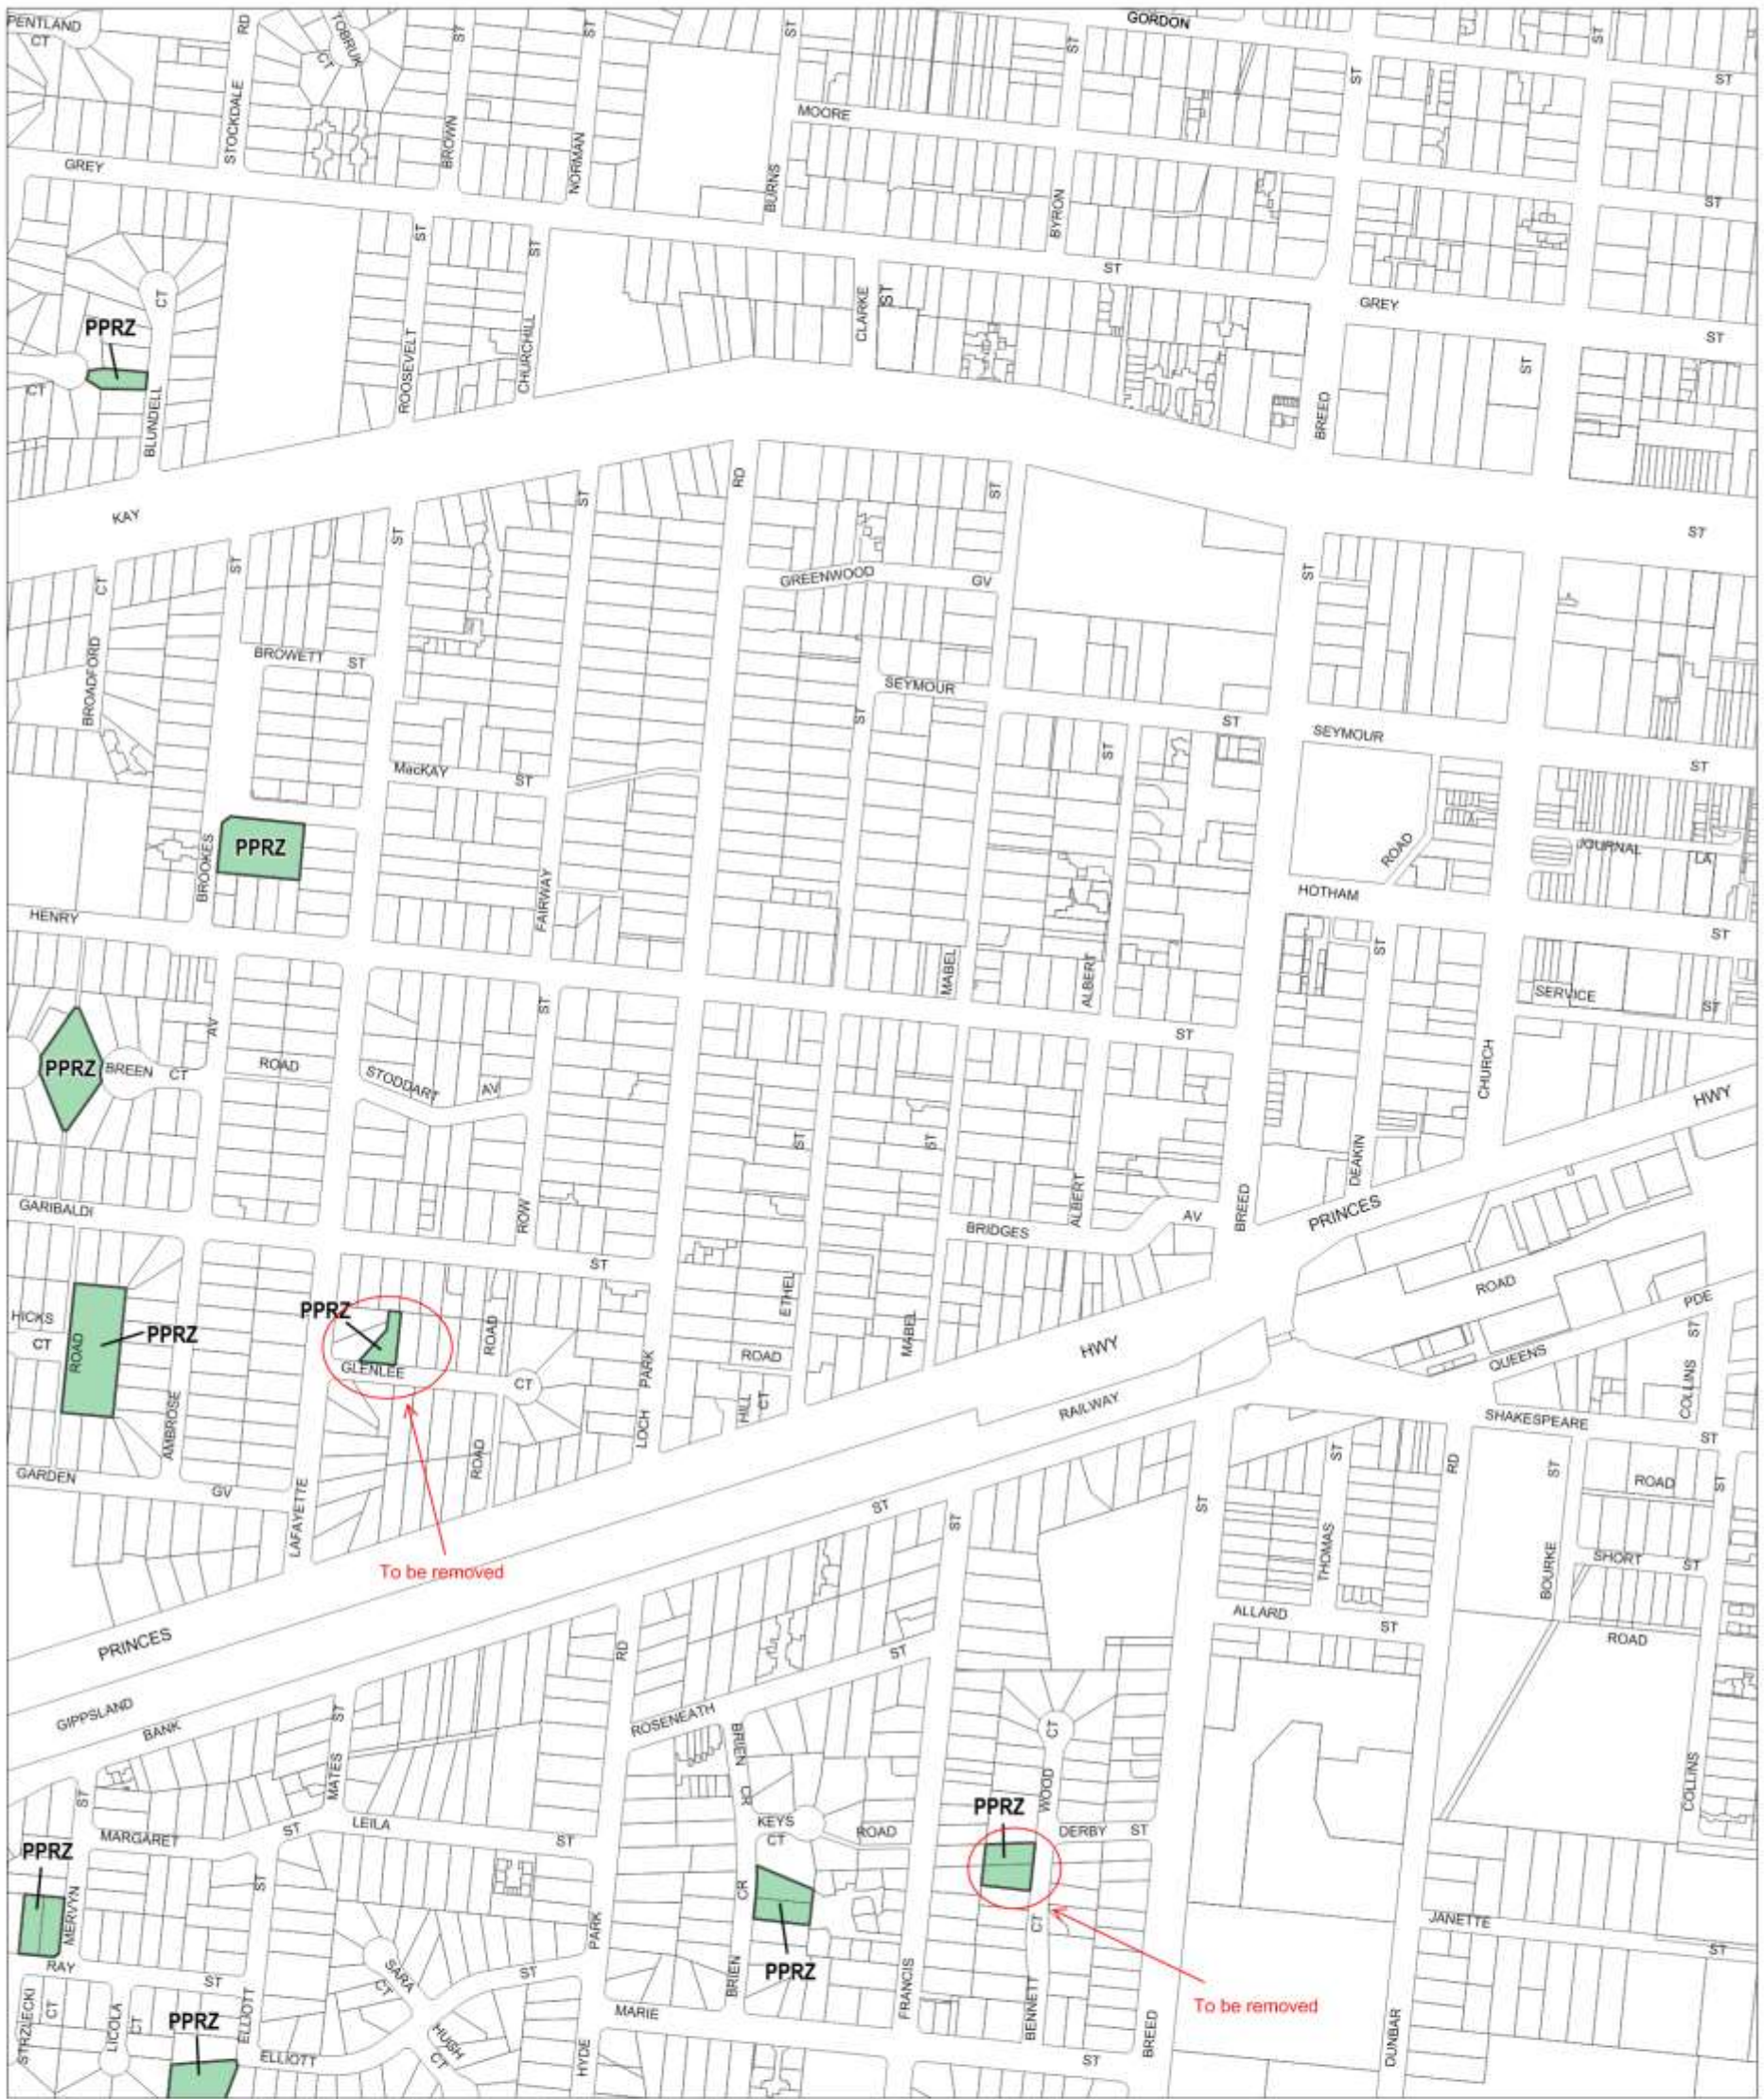 PENTLAND
CT
RD
TOBRUK
CT
ST
ST
ST
GORDON
ST
ST
ST
ST
STOCKDALE
BROWN
NORMAN
MOORE
BURNS
BYRON
GREY
ST
ST
ST
ST
CLARKE
ST
GREY
ST
PPRZ
CT
CT
BLUNDELL
ROOSEVELT
CHURCHILL
BREED
ST
KAY
ST
ST
ST
RD
ST
ST
ST
CT
GREENWOOD
GV
BROADFORD
BROWETT
ST
SEYMOUR
ST
ST
ST
SEYMOUR
ST
MacKAY
ST
PPRZ
BROOKES
FAIRWAY
ROAD
JOURNAL
LA
HOTHAM
HENRY
ST
MABEL
ALBERT
ST
SERVICE
ST
ST
AV
ST
PPRZ
BREEN
CT
ROAD
STODDART
AV
CHURCH
HWY
ST
ST
DEAKIN
GARIBALDI
ROW
ALBERT
BRIDGES
AV
BREED
PRINCES
ST
HICKS
CT
ROAD
PPRZ
PPRZ
GLENLEE
ROAD
CT
ETHEL
MABEL
ROAD
HWY
ROAD
PDE
ST
QUEENS
AMBROSE
LOCH
PARK
HILL
CT
RAILWAY
COLLINS
SHAKESPEARE
ST
GARDEN
GV
LAFAYETTE
ROAD
ST
ST
ST
ST
RD
ST
ROAD
ST
To be removed
THOMAS
BOURKE
SHORT
ST
ALLARD
ST
ROAD
PRINCES
RD
ST
GIPPSLAND
BANK
ST
ROSENEATH
BRIEN
CR
CT
MATES
WOOD
COLLINS
ST
PPRZ
MARGARET
ST
LEILA
ST
KEYS
CT
ROAD
DERBY
ST
PPRZ
ST
CR
MERVYN
PARK
CT
JANETTE
ST
PPRZ
RAY
ST
SARA
CT
ST
BRIEN
FRANCIS
BENNETT
To be removed
STRZLECKI
CT
LICOLA
CT
PPRZ
ELLIOTT
ELLIOTT
HUGH
CT
HYDE
MARIE
ST
BREED
DUNBAR